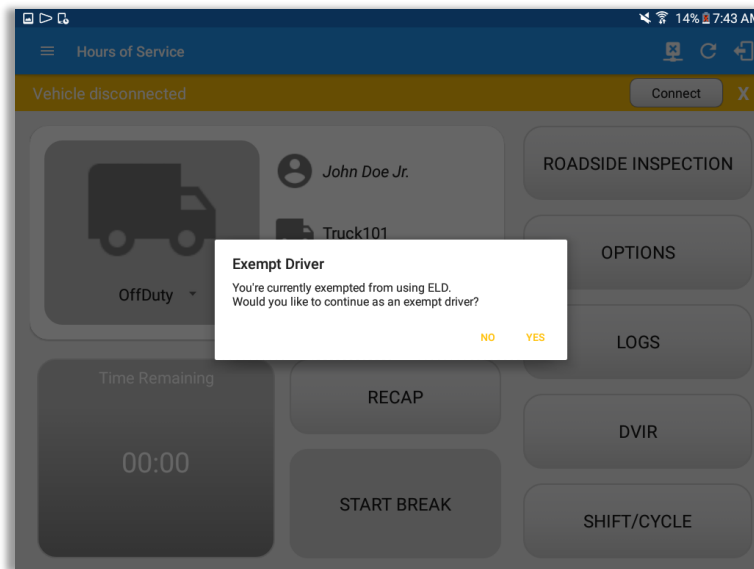 14% 7:43 AM
Hours of Service
Vehicle disconnected
Connect
X
John Doe Jr.
ROADSIDE INSPECTION
Truck101
OffDuty
OPTIONS
Exempt Driver
You're currently exempted from using ELD.
Would you like to continue as an exempt driver?
NO
YES
LOGS
Time Remaining
00:00
RECAP
DVIR
START BREAK
SHIFT/CYCLE